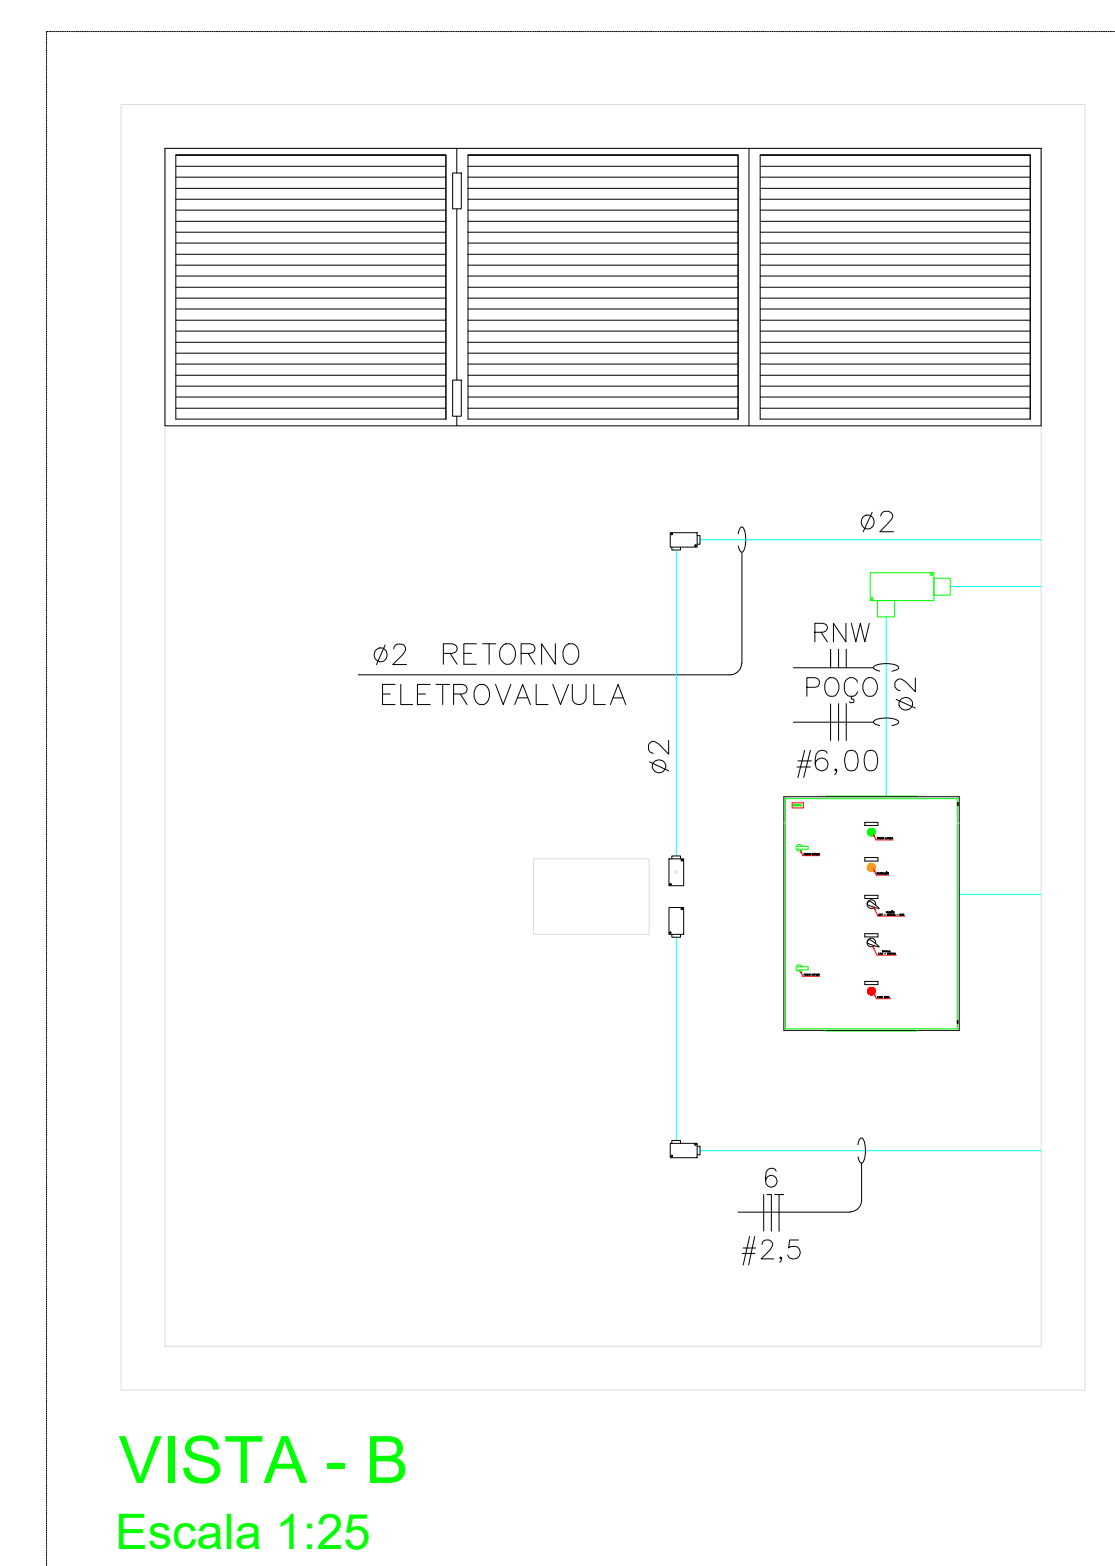 ø2
RNW
ø2 RETORNO
ELETROVALVULA
POÇO
ø2
#6,00
ø2
6
#2,5
VISTA - B
Escala 1:25